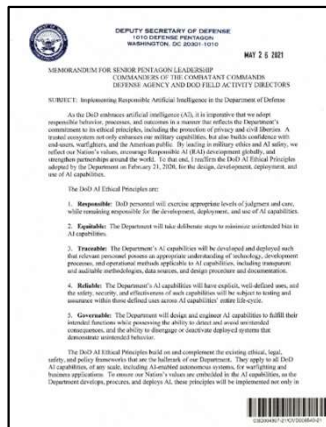 DEPUTY SECRETARY OF DEFENSE
1010 DEFENSE PENTAGON
WASHINGTON, DC 20301-1010
MAY 26 2021
MEMORANDUM FOR SENIOR PENTAGON LEADERSHIP
COMMANDERS OF THE COMBATANT COMMANDS
DEFENSE AGENCY AND DOD FIELD ACTIVITY DIRECTORS
SUBJECT: Implementing Responsible Artificial Intelligence in the Department of Defense
As the DoD embraces artificial intelligence (AI), it is imperative that we adopt
responsible behavior, processes, and outcomes in a manner that reflects the Department's
commitment to its ethical principles, including the protection of privacy and civil liberties. A
trusted ecosystem not only enhances our military capabilities, but also builds confidence with
end-users, warfighters, and the American public. By leading in military ethics and AI safety, we
reflect our Nation's values, encourage Responsible AI (RAI) development globally, and
strengthen partnerships around the world. To that end, I reaffirm the DoD AI Ethical Principles
adopted by the Department on February 21, 2020, for the design, development, deployment, and
use of AI capabilities.
The DoD AI Ethical Principles are:
1. Responsible: DoD personnel will exercise appropriate levels of judgment and care,
while remaining responsible for the development, deployment, and use of AI capabilities.
2. Equitable: The Department will take deliberate steps to minimize unintended bias in
AI capabilities.
3. Traceable: The Department's AI capabilities will be developed and deployed such
that relevant personnel possess an appropriate understanding of technology, development
processes, and operational methods applicable to AI capabilities, including transparent
and auditable methodologies, data sources, and design procedure and documentation.
4. Reliable: The Department's AI capabilities will have explicit, well-defined uses, and
the safety, security, and effectiveness of such capabilities will be subject to testing and
assurance within those defined uses across AI capabilities' entire life-cycle.
5. Governable: The Department will design and engineer AI capabilities to fulfill their
intended functions while possessing the ability to detect and avoid unintended
consequences, and the ability to disengage or deactivate deployed systems that
demonstrate unintended behavior.
The DoD AI Ethical Principles build on and complement the existing ethical, legal,
safety, and policy frameworks that are the hallmark of our Department. They apply to all DoD
AI capabilities, of any scale, including AI-enabled autonomous systems, for warfighting and
business applications. To ensure our Nation's values are embedded in the AI capabilities, as the
Department develops, procures, and deploys AI, these principles will be implemented not only in